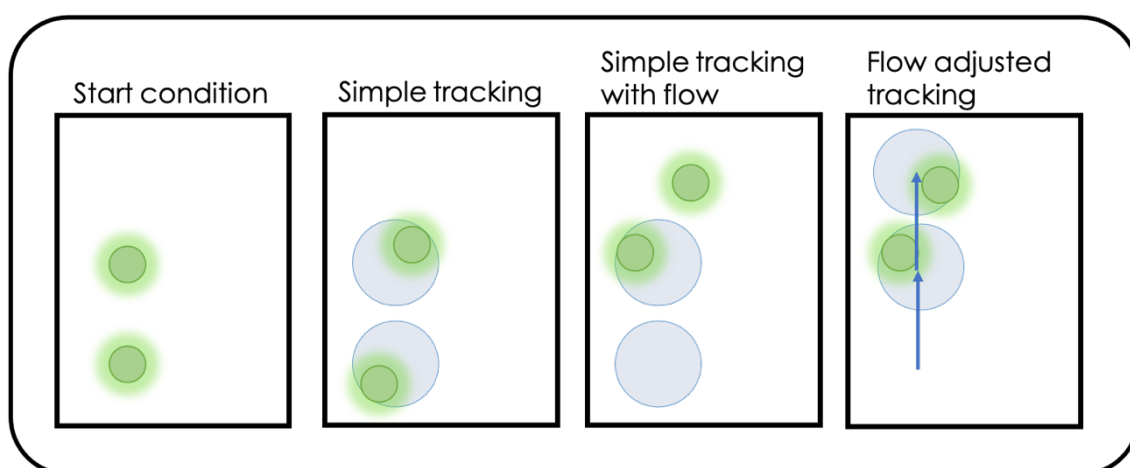 Start condition
Simple tracking
Simple tracking
with flow
Flow adjusted
tracking